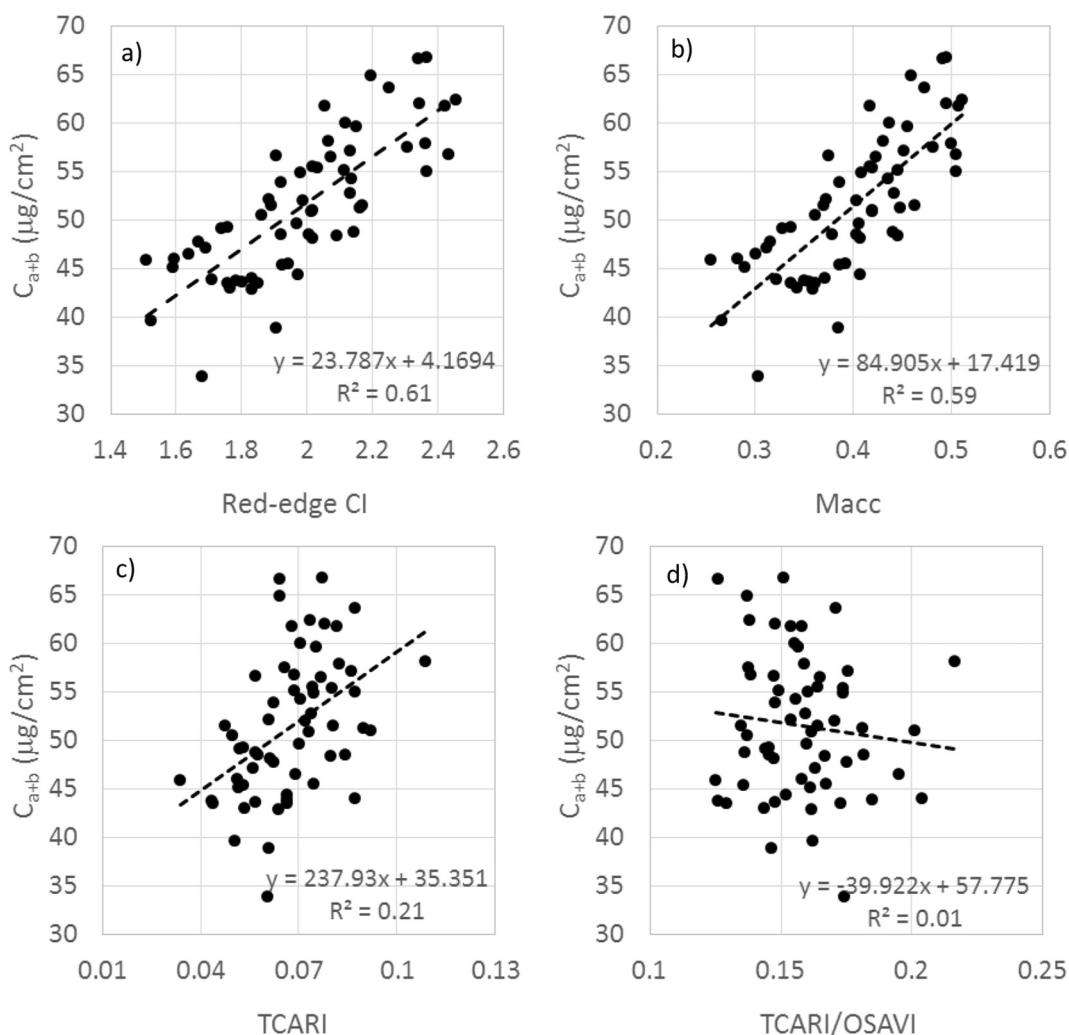 a)
70
65
60
55
50
45
40
35
30
C_{a+b} (µg/cm²)
y = 23.787x + 4.1694
R² = 0.61
1.4 1.6 1.8 2 2.2 2.4 2.6
Red-edge CI
b)
70
65
60
55
50
45
40
35
30
C_{a+b} (µg/cm²)
y = 84.905x + 17.419
R² = 0.59
0.2 0.3 0.4 0.5 0.6
Macc
c)
70
65
60
55
50
45
40
35
30
C_{a+b} (µg/cm²)
y = 237.93x + 35.351
R² = 0.21
0.01 0.04 0.07 0.1 0.13
TCARI
d)
70
65
60
55
50
45
40
35
30
C_{a+b} (µg/cm²)
y = -39.922x + 57.775
R² = 0.01
0.1 0.15 0.2 0.25
TCARI/OSAVI